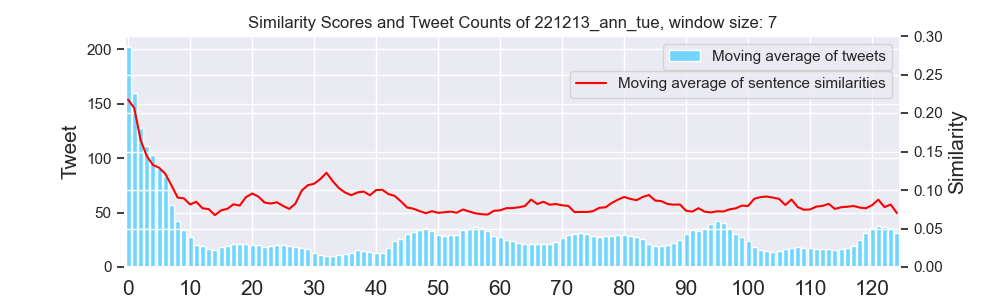 Similarity Scores and Tweet Counts of 221213_ann_tue, window size: 7
Moving average of tweets
Moving average of sentence similarities
Tweet
200
150
100
50
0
0.30
0.25
0.20
0.15
0.10
0.05
0.00
Similarity
0 10 20 30 40 50 60 70 80 90 100 110 120